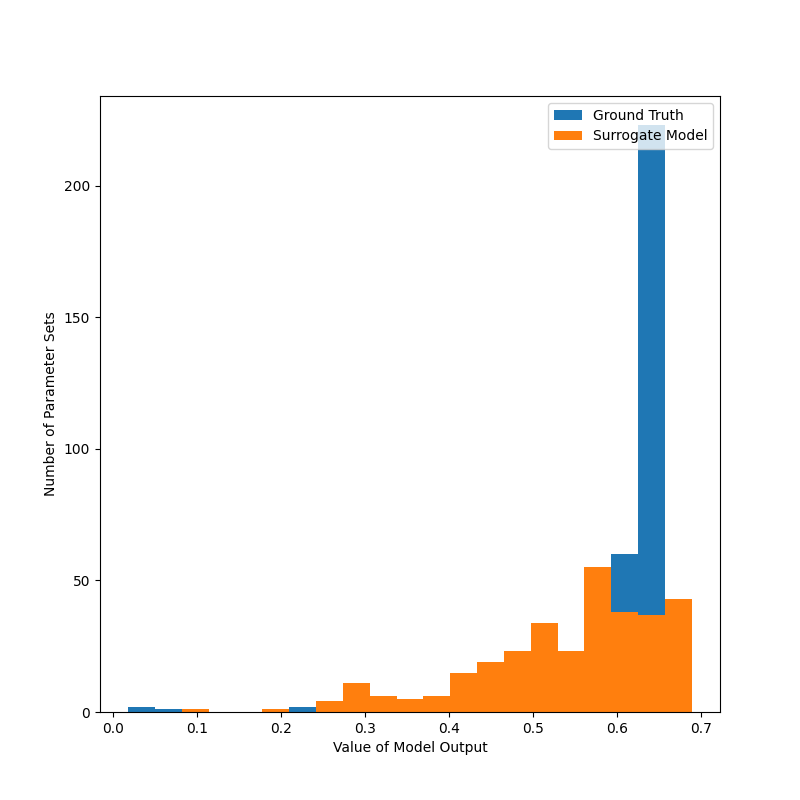 Ground Truth
Surrogate Model
Number of Parameter Sets
200
150
100
50
0
0.0 0.1 0.2 0.3 0.4 0.5 0.6 0.7
Value of Model Output